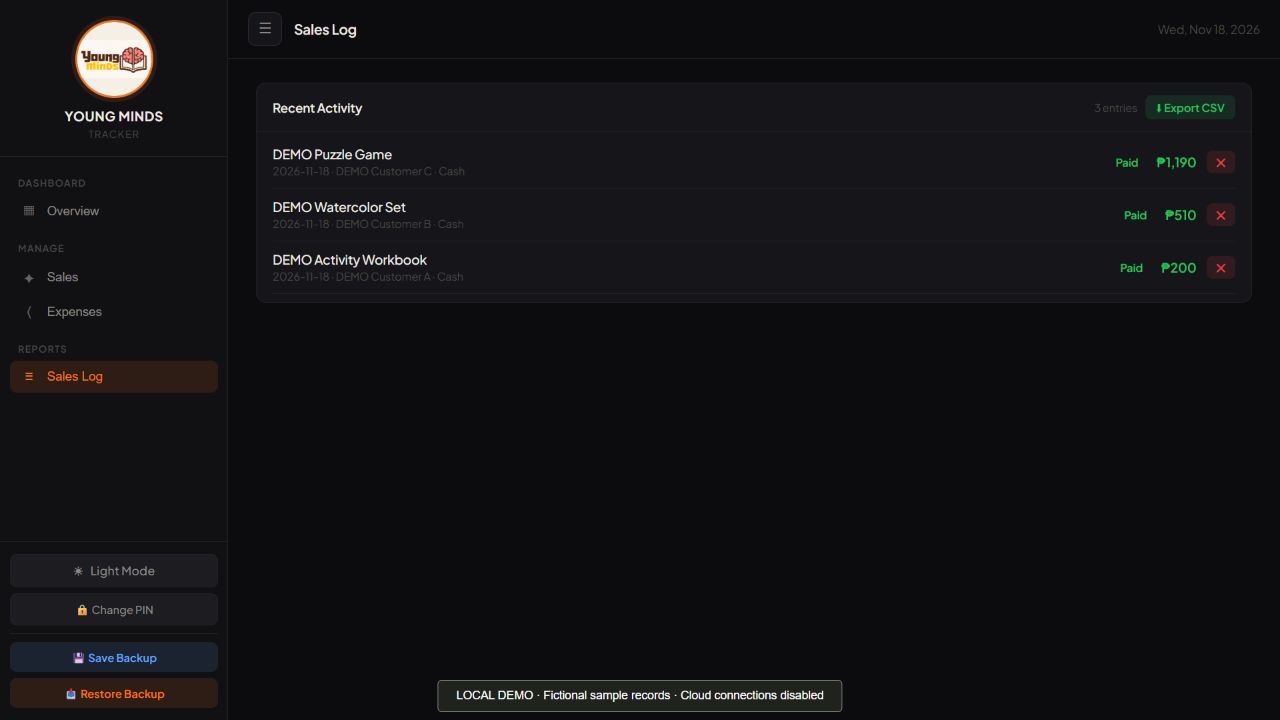 Young
Minds
YOUNG MINDS
TRACKER
DASHBOARD
Overview
MANAGE
Sales
Expenses
REPORTS
Sales Log
Light Mode
Change PIN
Save Backup
Restore Backup
Sales Log
Wed, Nov 18, 2026
Recent Activity
3 entries
Export CSV
DEMO Puzzle Game
2026-11-18 · DEMO Customer C · Cash
Paid ₱1,190
DEMO Watercolor Set
2026-11-18 · DEMO Customer B · Cash
Paid ₱510
DEMO Activity Workbook
2026-11-18 · DEMO Customer A · Cash
Paid ₱200
LOCAL DEMO · Fictional sample records · Cloud connections disabled